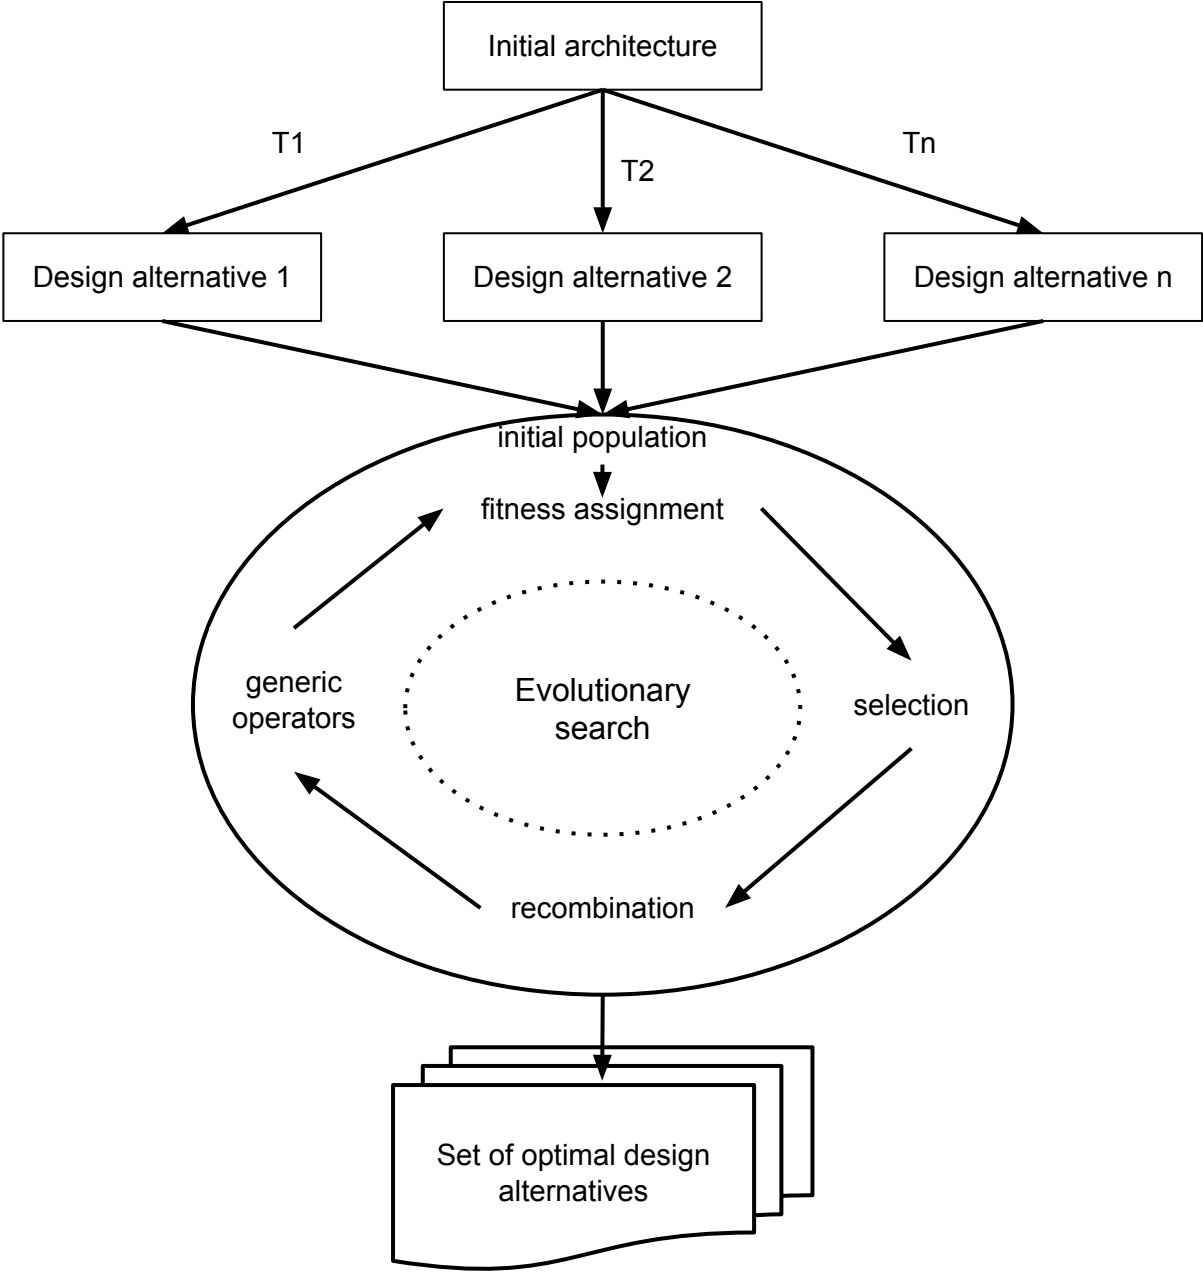 Initial architecture
T1
T2
Tn
Design alternative 1
Design alternative 2
Design alternative n
initial population
fitness assignment
generic
operators
Evolutionary
search
selection
recombination
Set of optimal design
alternatives